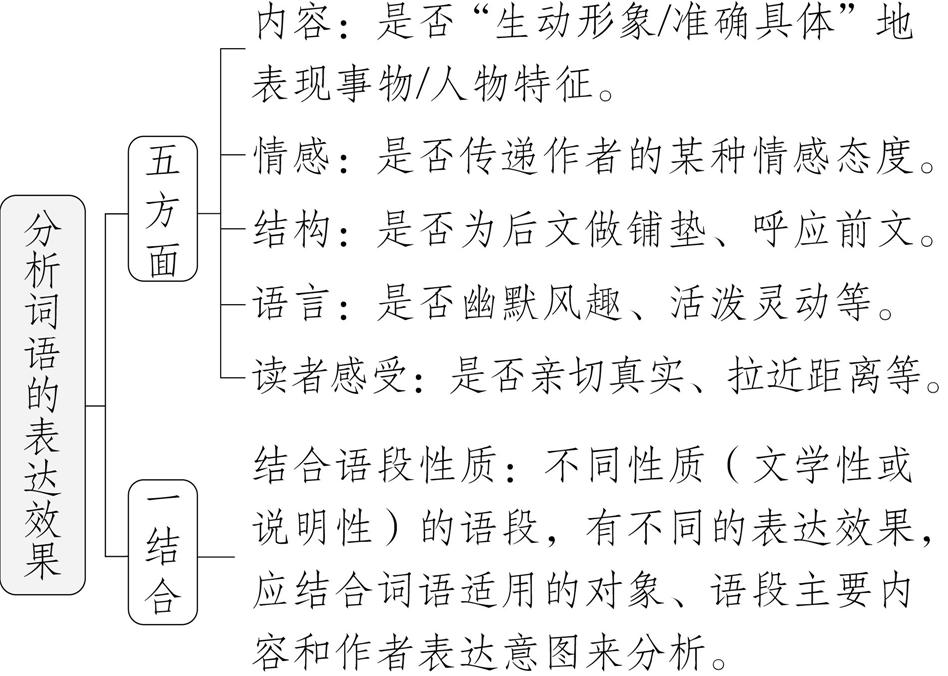 分析词语的表达效果
五方面
内容：是否“生动形象/准确具体”地
表现事物/人物特征。
情感：是否传递作者的某种情感态度。
结构：是否为后文做铺垫、呼应前文。
语言：是否幽默风趣、活泼灵动等。
读者感受：是否亲切真实、拉近距离等。
一结合
结合语段性质：不同性质（文学性或
说明性）的语段，有不同的表达效果，
应结合词语适用的对象、语段主要内
容和作者表达意图来分析。